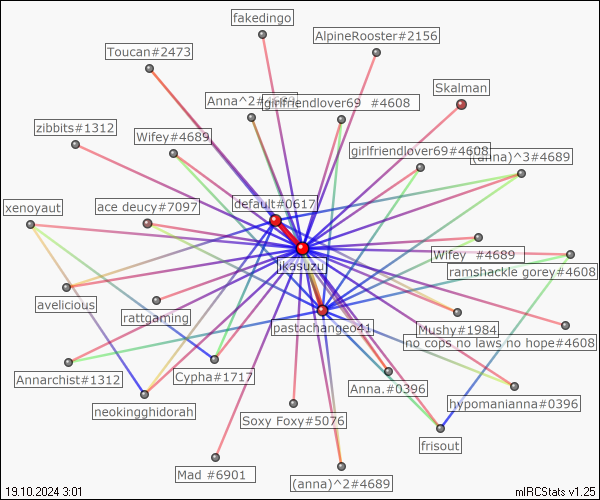 fakedingo
AlpineRooster#2156
Toucan#2473
Skalman
Anna^2#4689
girlfriendlover69 #4608
zibbits#1312
Wifey#4689
girlfriendlover69#4608
(anna)^3#4689
default#0617
xenoyaut
ace deucy#7097
Wifey #4689
jkasuzu
ramshackle gorey#4608
avelicious
rattgaming
pastachangeo41
Mushy#1984
no cops no laws no hope#4608
Annarchist#1312
Cypha#1717
Anna.#0396
neokingghidorah
hypomanianna#0396
Soxy Foxy#5076
frisout
Mad #6901
(anna)^2#4689
19.10.2024 3:01
mIRCStats v1.25